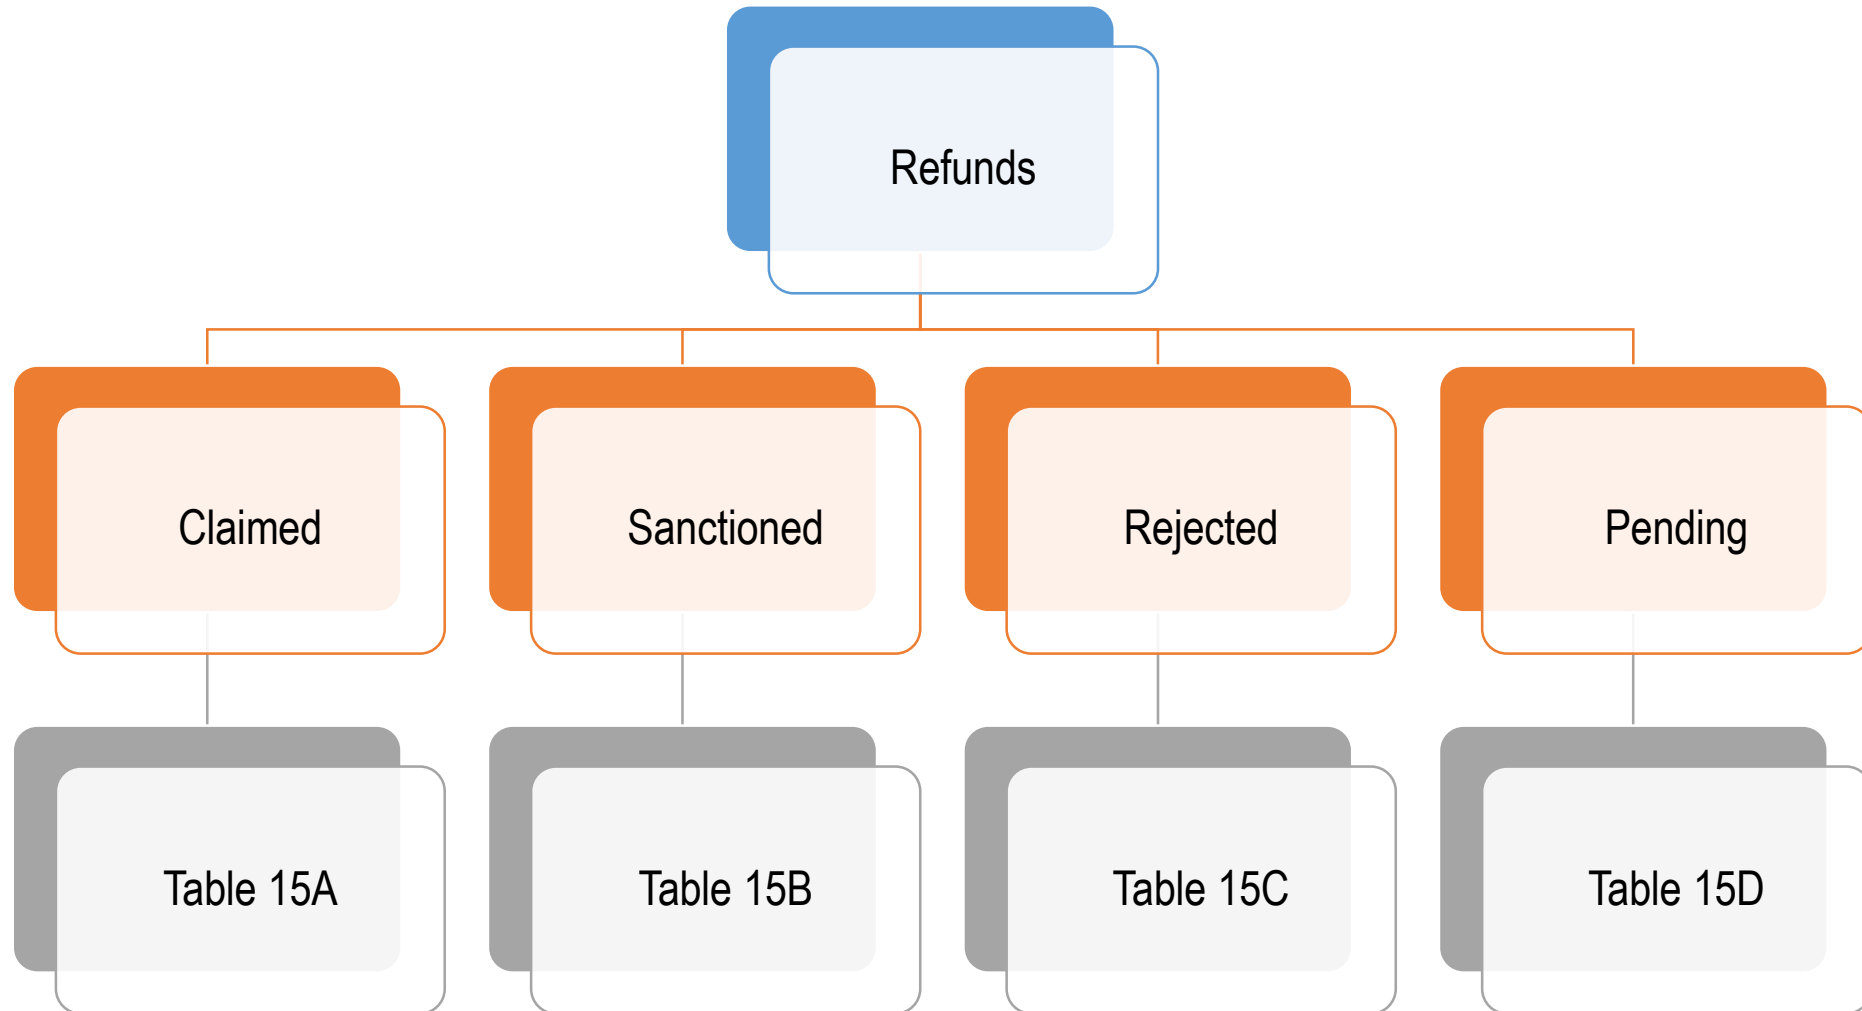 Refunds
Claimed
Sanctioned
Rejected
Pending
Table 15A
Table 15B
Table 15C
Table 15D